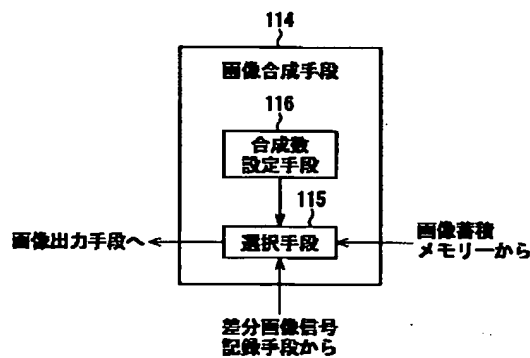 114
画像合成手段
116
合成数
設定手段
115
画像出力手段へ
選択手段
画像蓄積
メモリーから
差分画像信号
記録手段から